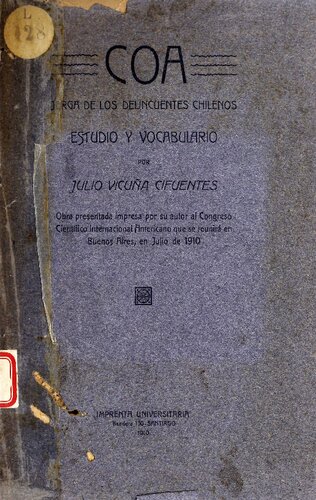 L
128
COA
JERGA DE LOS DELINCUENTES CHILENOS
ESTUDIO Y VOCABULARIO
POR
JULIO VICUÑA CIFUENTES
Obra presentada impresa por su autor al Congreso
Científico Internacional Americano que se reunirá en
Buenos Aires, en Julio de 1910
IMPRENTA UNIVERSITARIA
Bandera 130-SANTIAGO
1910